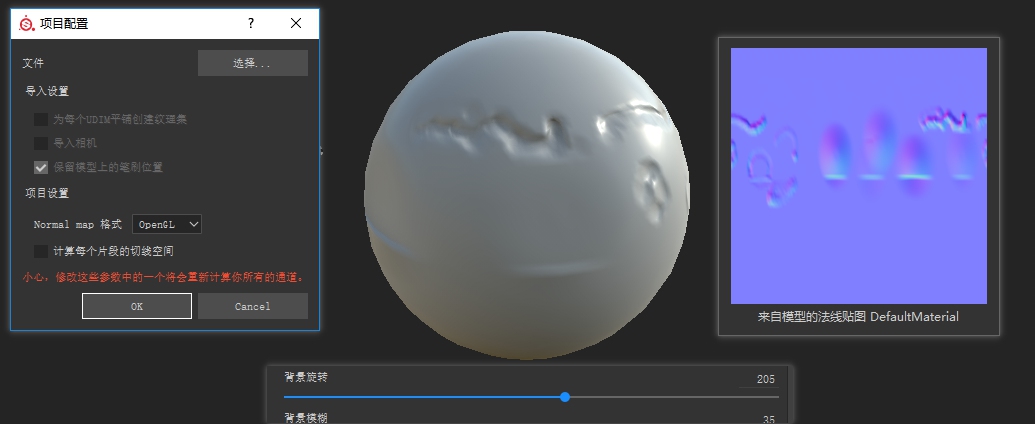 项目配置
文件
选择...
导入设置
为每个UDIM平铺创建纹理集
导入相机
保留模型上的笔刷位置
项目设置
Normal map 格式 OpenGL
计算每个片段的切线空间
小心，修改这些参数中的一个将会重新计算你所有的通道。
OK Cancel
来自模型的法线贴图 DefaultMaterial
背景旋转 205
背景模糊 35